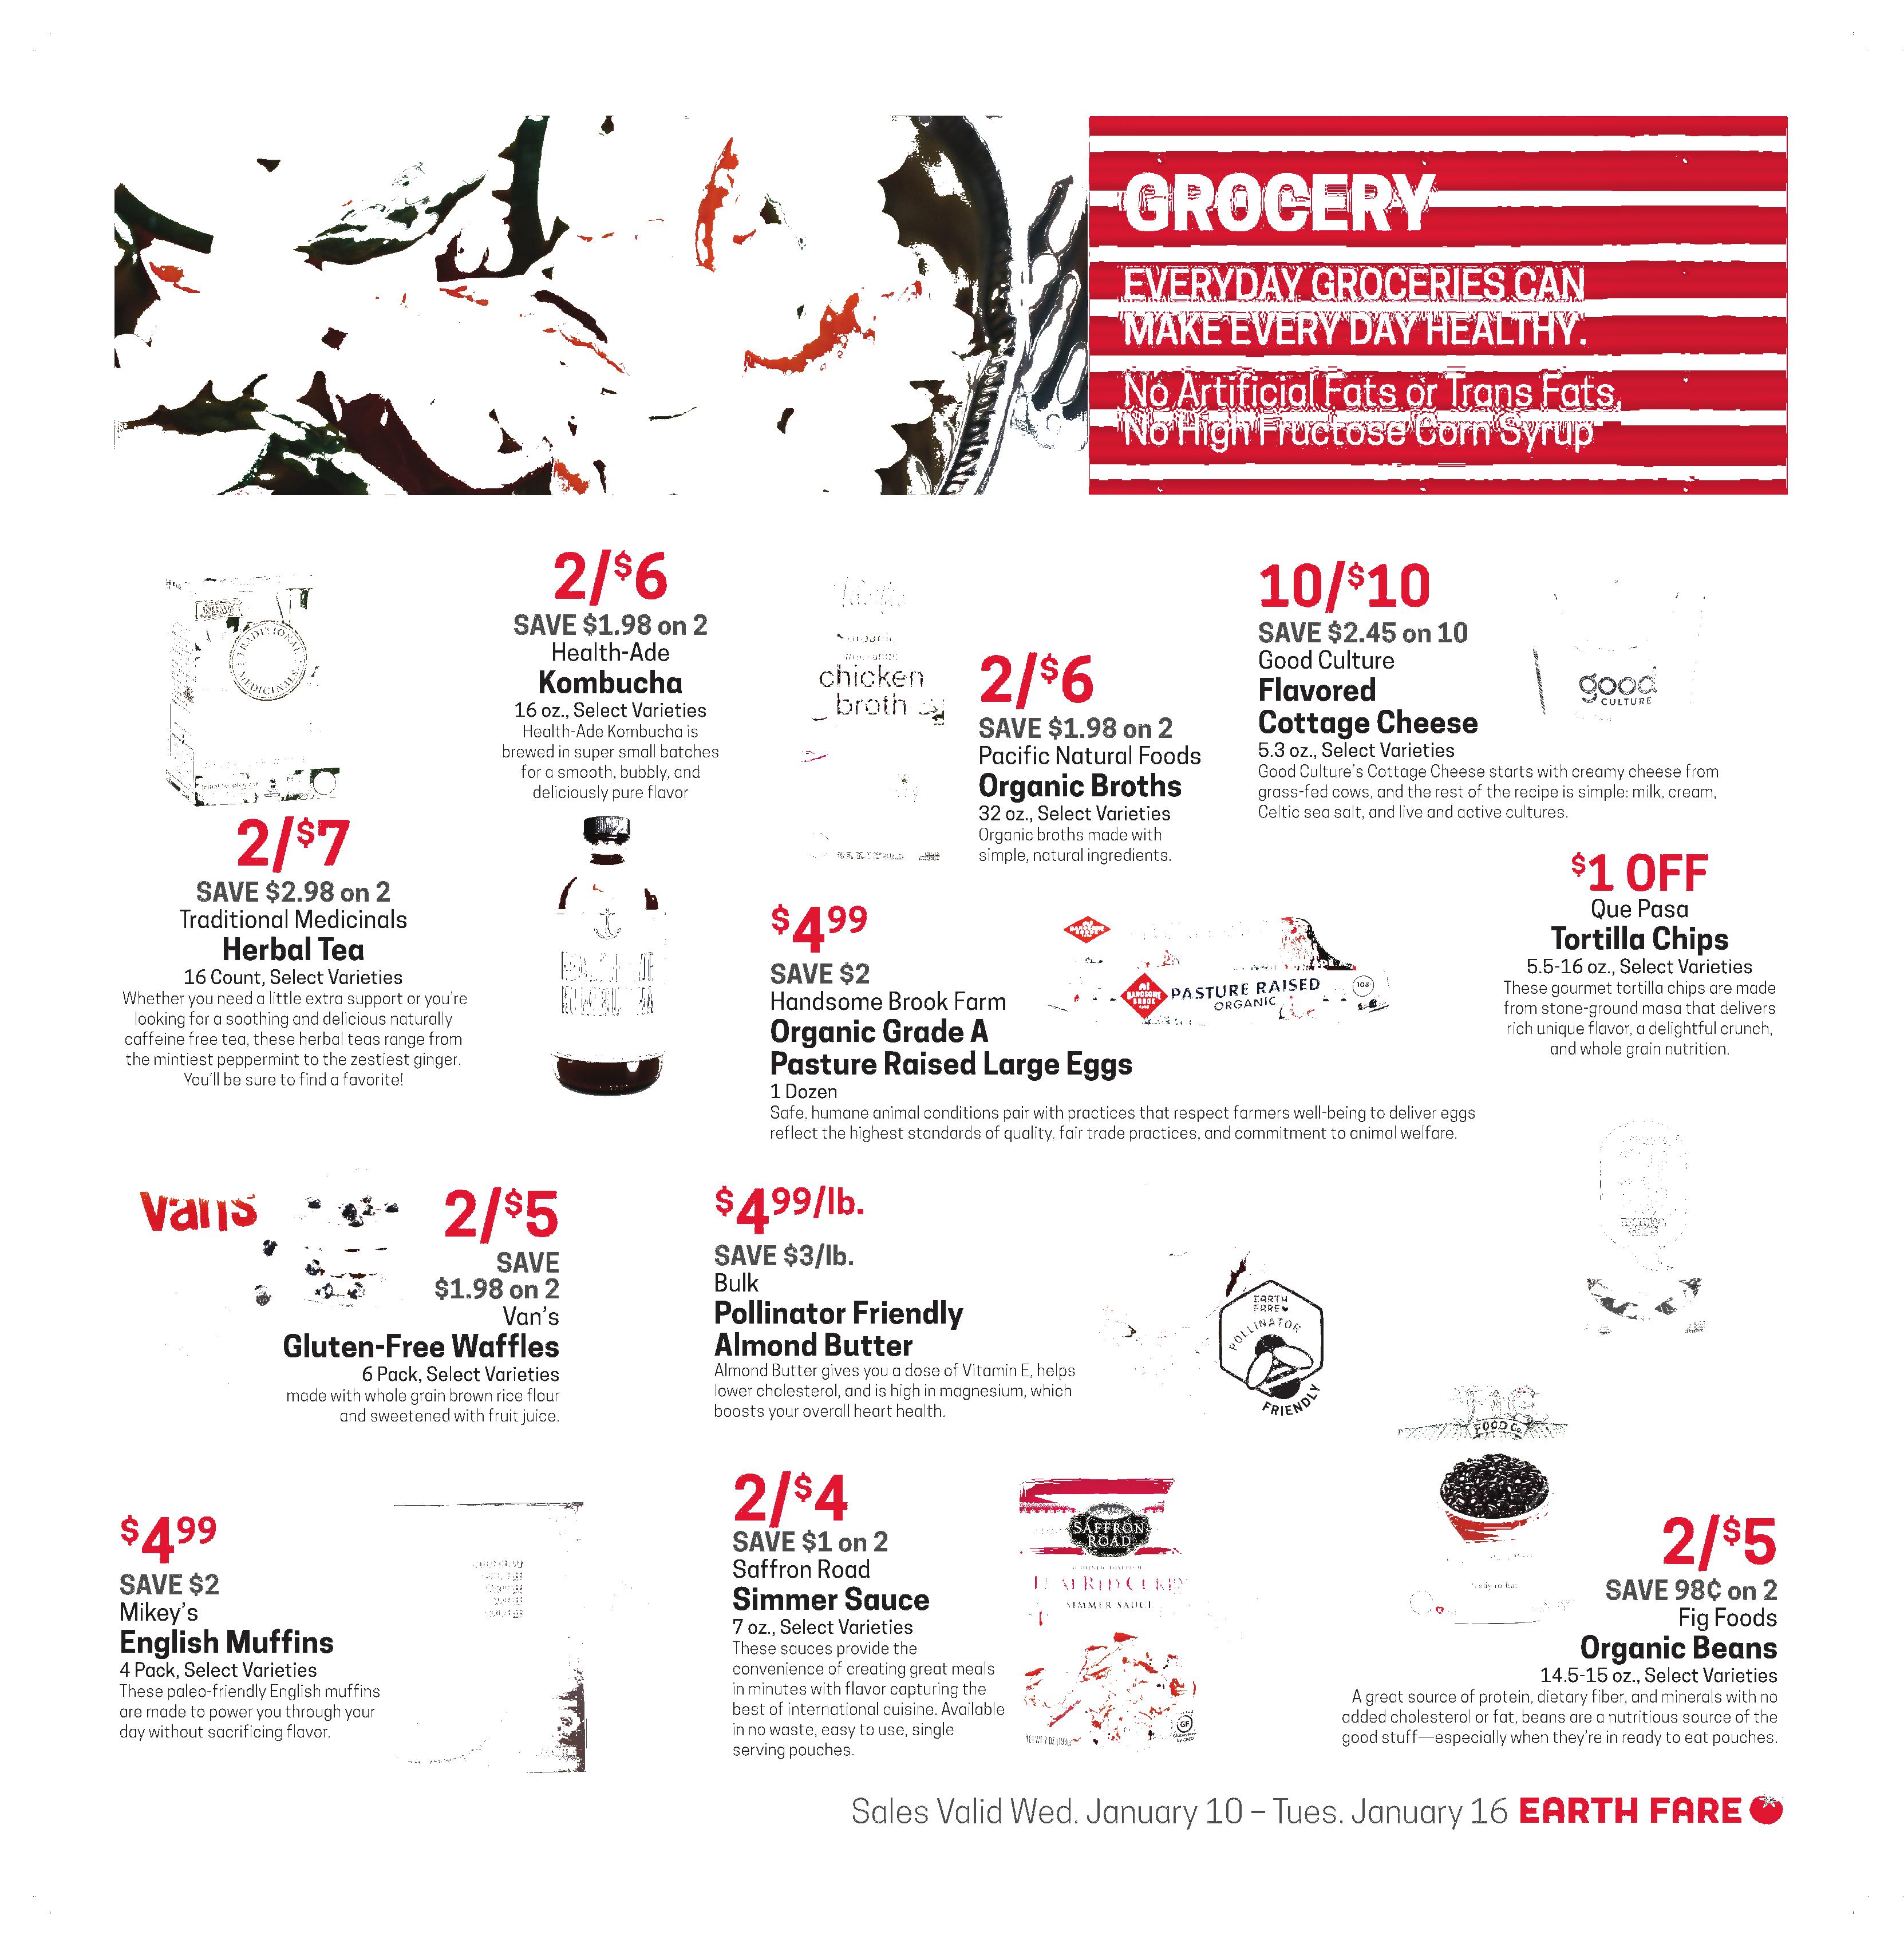 GROCERY
EVERYDAY GROCERIES CAN
MAKE EVERY DAY HEALTHY.
No Artificial Fats or Trans Fats,
No High Fructose Corn Syrup
NEW
TRADITIONAL
MEDICINALS
2/$7
SAVE $2.98 on 2
Traditional Medicinals
Herbal Tea
16 Count, Select Varieties
Whether you need a little extra support or you're
looking for a soothing and delicious naturally
caffeine free tea, these herbal teas range from
the mintiest peppermint to the zestiest ginger.
You'll be sure to find a favorite!
2/$6
SAVE $1.98 on 2
Health-Ade
Kombucha
16 oz., Select Varieties
Health-Ade Kombucha is
brewed in super small batches
for a smooth, bubbly, and
deliciously pure flavor
organic
chicken
broth
2/$6
SAVE $1.98 on 2
Pacific Natural Foods
Organic Broths
32 oz., Select Varieties
Organic broths made with
simple, natural ingredients.
10/$10
SAVE $2.45 on 10
Good Culture
Flavored
Cottage Cheese
5.3 oz., Select Varieties
Good Culture's Cottage Cheese starts with creamy cheese from
grass-fed cows, and the rest of the recipe is simple: milk, cream,
Celtic sea salt, and live and active cultures.
good
CULTURE
$4.99
SAVE $2
Handsome Brook Farm
Organic Grade A
Pasture Raised Large Eggs
1 Dozen
Safe, humane animal conditions pair with practices that respect farmers well-being to deliver eggs
reflect the highest standards of quality, fair trade practices, and commitment to animal welfare.
HANDSOME
BROOK
PASTURE RAISED
ORGANIC
108
$1 OFF
Que Pasa
Tortilla Chips
5.5-16 oz., Select Varieties
These gourmet tortilla chips are made
from stone-ground masa that delivers
rich unique flavor, a delightful crunch,
and whole grain nutrition.
vans
2/$5
SAVE
$1.98 on 2
Van's
Gluten-Free Waffles
6 Pack, Select Varieties
made with whole grain brown rice flour
and sweetened with fruit juice.
$4.99/lb.
SAVE $3/lb.
Bulk
Pollinator Friendly
Almond Butter
Almond Butter gives you a dose of Vitamin E, helps
lower cholesterol, and is high in magnesium, which
boosts your overall heart health.
EARTH
FARE
POLLINATOR
FRIENDLY
$4.99
SAVE $2
Mikey's
English Muffins
4 Pack, Select Varieties
These paleo-friendly English muffins
are made to power you through your
day without sacrificing flavor.
2/$4
SAVE $1 on 2
Saffron Road
Simmer Sauce
7 oz., Select Varieties
These sauces provide the
convenience of creating great meals
in minutes with flavor capturing the
best of international cuisine. Available
in no waste, easy to use, single
serving pouches.
SAFFRON
ROAD
RED CURRY
SIMMER SAUCE
GF
FIG
FOOD Co.
2/$5
SAVE 98¢ on 2
Fig Foods
Organic Beans
14.5-15 oz., Select Varieties
A great source of protein, dietary fiber, and minerals with no
added cholesterol or fat, beans are a nutritious source of the
good stuff—especially when they're in ready to eat pouches.
Sales Valid Wed. January 10 – Tues. January 16 EARTH FARE